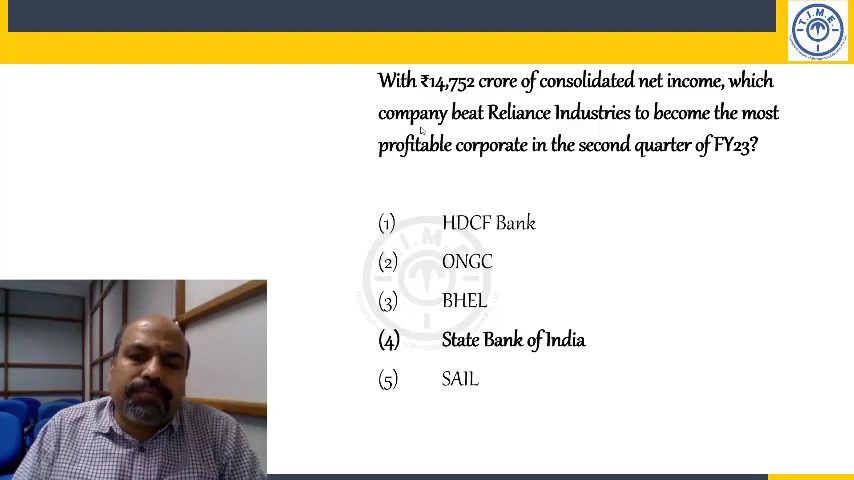 T.I.M.E.
With ₹14,752 crore of consolidated net income, which
company beat Reliance Industries to become the most
profitable corporate in the second quarter of FY23?
(1) HDCF Bank
(2) ONGC
(3) BHEL
(4) State Bank of India
(5) SAIL